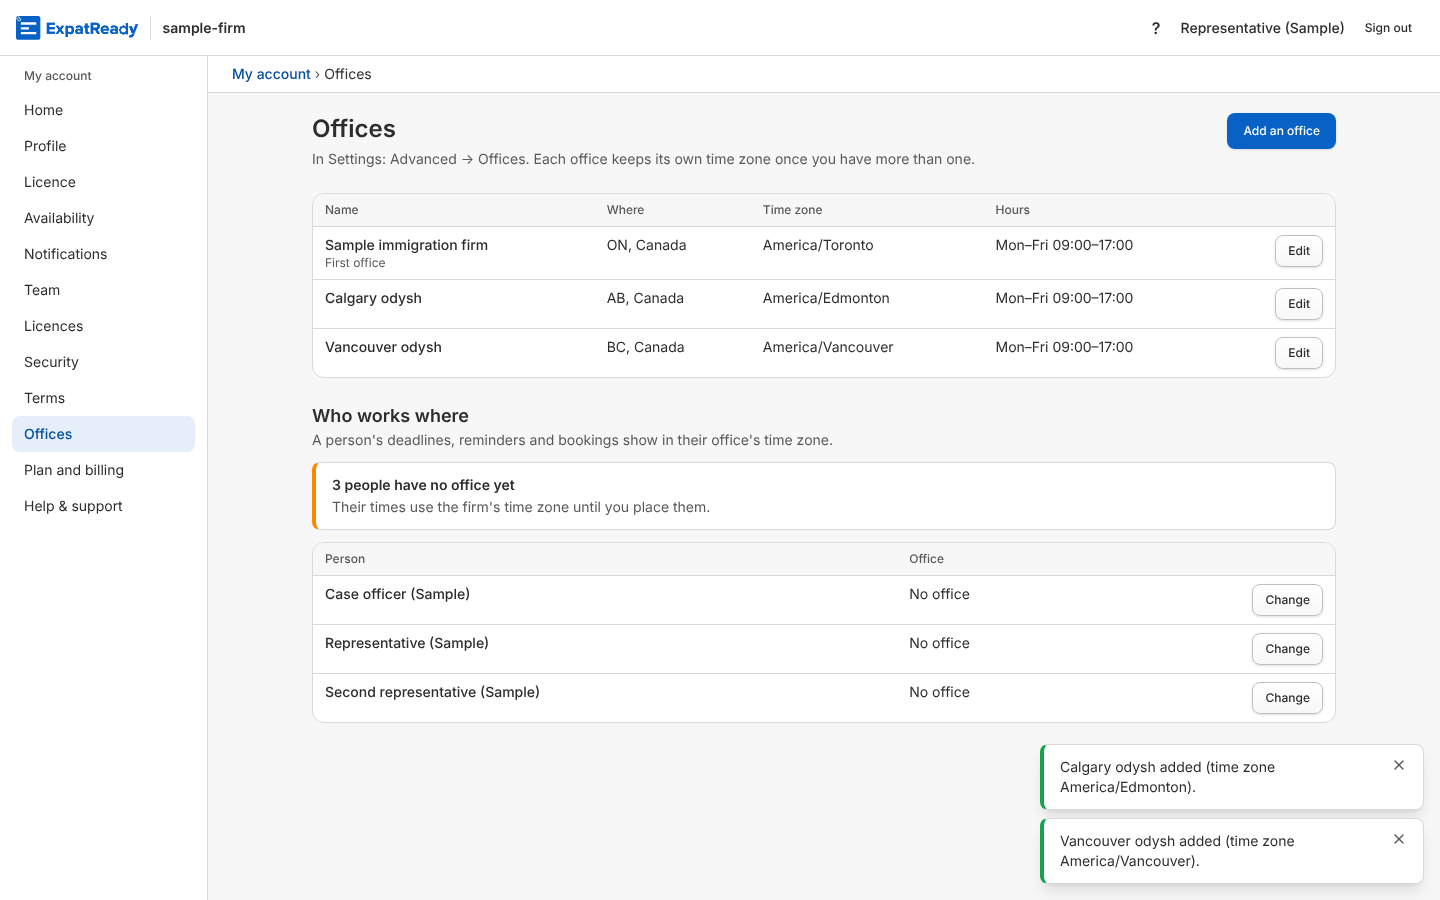 ExpatReady
sample-firm
? Representative (Sample) Sign out
My account
Home
Profile
Licence
Availability
Notifications
Team
Licences
Security
Terms
Offices
Plan and billing
Help & support
My account › Offices
Offices
Add an office
In Settings: Advanced → Offices. Each office keeps its own time zone once you have more than one.
Name Where Time zone Hours
Sample immigration firm ON, Canada America/Toronto Mon–Fri 09:00–17:00 Edit
First office
Calgary odysh AB, Canada America/Edmonton Mon–Fri 09:00–17:00 Edit
Vancouver odysh BC, Canada America/Vancouver Mon–Fri 09:00–17:00 Edit
Who works where
A person's deadlines, reminders and bookings show in their office's time zone.
3 people have no office yet
Their times use the firm's time zone until you place them.
Person Office
Case officer (Sample) No office Change
Representative (Sample) No office Change
Second representative (Sample) No office Change
Calgary odysh added (time zone
America/Edmonton).
Vancouver odysh added (time zone
America/Vancouver).